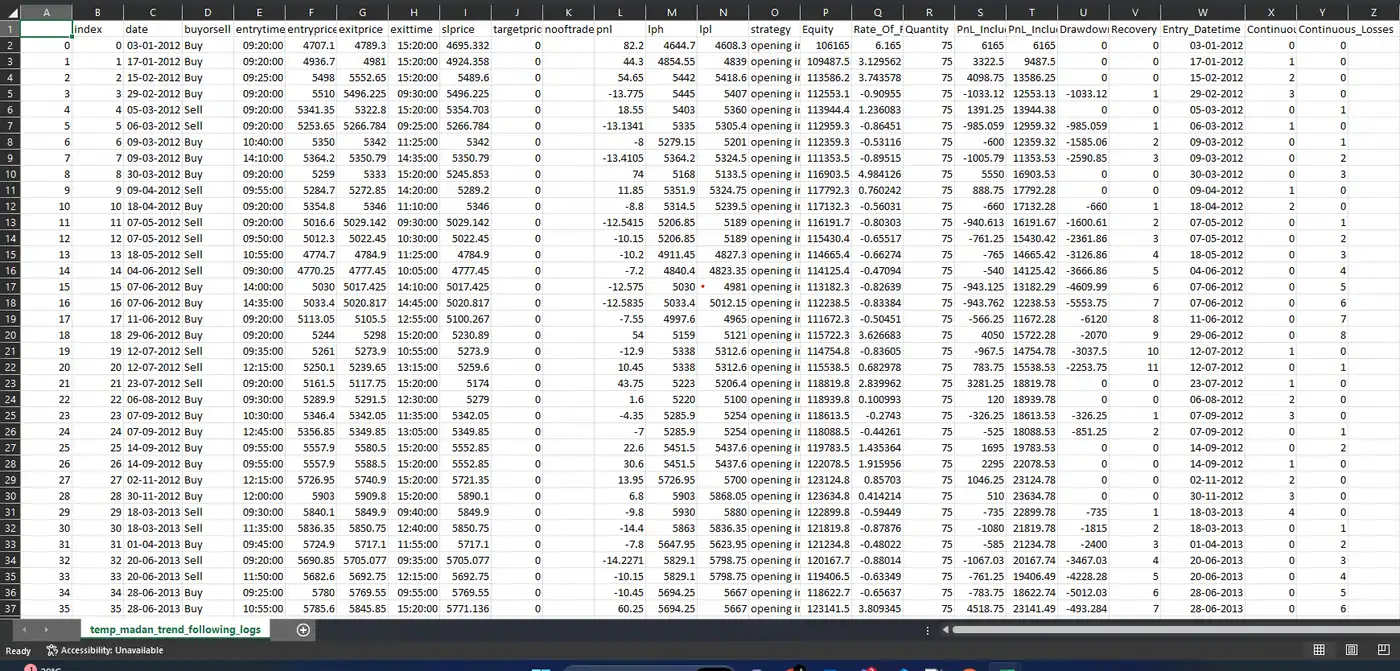 A B C D E F G H I J K L M N O P Q R S T U V W X Y Z
1 index date buyorsell entrytime entryprice exitprice exittime slprice targetpric nooftrade pnl lph lpl strategy Equity Rate_Of_F Quantity PnL_Includ PnL_Includ Drawdown Recovery Entry_Datetime Continuou Continuous_Losses
2 0 0 03-01-2012 Buy 09:20:00 4707.1 4789.3 15:20:00 4695.332 0 82.2 4644.7 4608.3 opening in 106165 6.165 75 6165 6165 0 0 03-01-2012 0 0
3 1 1 17-01-2012 Buy 09:20:00 4936.7 4981 15:20:00 4924.358 0 44.3 4854.55 4839 opening in 109487.5 3.129562 75 3322.5 9487.5 0 0 17-01-2012 1 0
4 2 2 15-02-2012 Buy 09:25:00 5498 5552.65 15:20:00 5489.6 0 54.65 5442 5418.6 opening in 113586.2 3.743578 75 4098.75 13586.25 0 0 15-02-2012 2 0
5 3 3 29-02-2012 Buy 09:20:00 5510 5496.225 09:30:00 5496.225 0 -13.775 5445 5407 opening in 112553.1 -0.90955 75 -1033.12 12553.13 -1033.12 1 29-02-2012 3 0
6 4 4 05-03-2012 Sell 09:20:00 5341.35 5322.8 15:20:00 5354.703 0 18.55 5403 5360 opening in 113944.4 1.236083 75 1391.25 13944.38 0 0 05-03-2012 0 1
7 5 5 06-03-2012 Sell 09:20:00 5253.65 5266.784 09:25:00 5266.784 0 -13.1341 5335 5305.4 opening in 112959.3 -0.86451 75 -985.059 12959.32 -985.059 1 06-03-2012 1 0
8 6 6 09-03-2012 Buy 10:40:00 5350 5342 11:25:00 5342 0 -8 5279.15 5201 opening in 112359.3 -0.53116 75 -600 12359.32 -1585.06 2 09-03-2012 0 1
9 7 7 09-03-2012 Buy 14:10:00 5364.2 5350.79 14:35:00 5350.79 0 -13.4105 5364.2 5324.5 opening in 111353.5 -0.89515 75 -1005.79 11353.53 -2590.85 3 09-03-2012 0 2
10 8 8 30-03-2012 Buy 09:20:00 5259 5333 15:20:00 5245.853 0 74 5168 5133.5 opening in 116903.5 4.984126 75 5550 16903.53 0 0 30-03-2012 0 3
11 9 9 09-04-2012 Sell 09:55:00 5284.7 5272.85 14:20:00 5289.2 0 11.85 5351.9 5324.75 opening in 117792.3 0.760242 75 888.75 17792.28 0 0 09-04-2012 1 0
12 10 10 18-04-2012 Buy 09:20:00 5354.8 5346 11:10:00 5346 0 -8.8 5314.5 5239.5 opening in 117132.3 -0.56031 75 -660 17132.28 -660 1 18-04-2012 2 0
13 11 11 07-05-2012 Sell 09:20:00 5016.6 5029.142 09:30:00 5029.142 0 -12.5415 5206.85 5189 opening in 116191.7 -0.80303 75 -940.613 16191.67 -1600.61 2 07-05-2012 0 1
14 12 12 07-05-2012 Sell 09:50:00 5012.3 5022.45 10:30:00 5022.45 0 -10.15 5206.85 5189 opening in 115430.4 -0.65517 75 -761.25 15430.42 -2361.86 3 07-05-2012 0 2
15 13 13 18-05-2012 Sell 10:55:00 4774.7 4784.9 11:25:00 4784.9 0 -10.2 4911.45 4827.3 opening in 114665.4 -0.66274 75 -765 14665.42 -3126.86 4 18-05-2012 0 3
16 14 14 04-06-2012 Sell 09:30:00 4770.25 4777.45 10:05:00 4777.45 0 -7.2 4840.4 4823.35 opening in 114125.4 -0.47094 75 -540 14125.42 -3666.86 5 04-06-2012 0 4
17 15 15 07-06-2012 Buy 14:00:00 5030 5017.425 14:10:00 5017.425 0 -12.575 5030 4981 opening in 113182.3 -0.82639 75 -943.125 13182.29 -4609.99 6 07-06-2012 0 5
18 16 16 07-06-2012 Buy 14:35:00 5033.4 5020.817 14:45:00 5020.817 0 -12.5835 5033.4 5012.15 opening in 112238.5 -0.83384 75 -943.762 12238.53 -5553.75 7 07-06-2012 0 6
19 17 17 11-06-2012 Buy 09:20:00 5113.05 5105.5 12:55:00 5100.267 0 -7.55 4997.6 4965 opening in 111672.3 -0.50451 75 -566.25 11672.28 -6120 8 11-06-2012 0 7
20 18 18 29-06-2012 Buy 09:20:00 5244 5298 15:20:00 5230.89 0 54 5159 5121 opening in 115722.3 3.626683 75 4050 15722.28 -2070 9 29-06-2012 0 8
21 19 19 12-07-2012 Sell 09:35:00 5261 5273.9 10:55:00 5273.9 0 -12.9 5338 5312.6 opening in 114754.8 -0.83605 75 -967.5 14754.78 -3037.5 10 12-07-2012 1 0
22 20 20 12-07-2012 Sell 12:15:00 5250.1 5239.65 13:15:00 5259.6 0 10.45 5338 5312.6 opening in 115538.5 0.682978 75 783.75 15538.53 -2253.75 11 12-07-2012 0 1
23 21 21 23-07-2012 Sell 09:20:00 5161.5 5117.75 15:20:00 5174 0 43.75 5223 5206.4 opening in 118819.8 2.839962 75 3281.25 18819.78 0 0 23-07-2012 1 0
24 22 22 06-08-2012 Buy 09:30:00 5289.9 5291.5 12:30:00 5279 0 1.6 5220 5100 opening in 118939.8 0.100993 75 120 18939.78 0 0 06-08-2012 2 0
25 23 23 07-09-2012 Buy 10:30:00 5346.4 5342.05 11:35:00 5342.05 0 -4.35 5285.9 5254 opening in 118613.5 -0.2743 75 -326.25 18613.53 -326.25 1 07-09-2012 3 0
26 24 24 07-09-2012 Buy 12:45:00 5356.85 5349.85 13:05:00 5349.85 0 -7 5285.9 5254 opening in 118088.5 -0.44261 75 -525 18088.53 -851.25 2 07-09-2012 0 1
27 25 25 14-09-2012 Buy 09:55:00 5557.9 5580.5 15:20:00 5552.85 0 22.6 5451.5 5437.6 opening in 119783.5 1.435364 75 1695 19783.53 0 0 14-09-2012 0 2
28 26 26 14-09-2012 Buy 09:55:00 5557.9 5588.5 15:20:00 5552.85 0 30.6 5451.5 5437.6 opening in 122078.5 1.915956 75 2295 22078.53 0 0 14-09-2012 1 0
29 27 27 02-11-2012 Buy 12:15:00 5726.95 5740.9 15:20:00 5721.35 0 13.95 5726.95 5700 opening in 123124.8 0.85703 75 1046.25 23124.78 0 0 02-11-2012 2 0
30 28 28 30-11-2012 Buy 12:00:00 5903 5909.8 15:20:00 5890.1 0 6.8 5903 5868.05 opening in 123634.8 0.414214 75 510 23634.78 0 0 30-11-2012 3 0
31 29 29 18-03-2013 Sell 09:30:00 5840.1 5849.9 09:40:00 5849.9 0 -9.8 5930 5880 opening in 122899.8 -0.59449 75 -735 22899.78 -735 1 18-03-2013 4 0
32 30 30 18-03-2013 Sell 11:35:00 5836.35 5850.75 12:40:00 5850.75 0 -14.4 5863 5836.35 opening in 121819.8 -0.87876 75 -1080 21819.78 -1815 2 18-03-2013 0 1
33 31 31 01-04-2013 Buy 09:45:00 5724.9 5717.1 11:55:00 5717.1 0 -7.8 5647.95 5623.95 opening in 121234.8 -0.48022 75 -585 21234.78 -2400 3 01-04-2013 0 2
34 32 32 20-06-2013 Sell 09:20:00 5690.85 5705.077 09:35:00 5705.077 0 -14.2271 5829.1 5798.75 opening in 120167.7 -0.88014 75 -1067.03 20167.74 -3467.03 4 20-06-2013 0 3
35 33 33 20-06-2013 Sell 11:50:00 5682.6 5692.75 12:15:00 5692.75 0 -10.15 5829.1 5798.75 opening in 119406.5 -0.63349 75 -761.25 19406.49 -4228.28 5 20-06-2013 0 4
36 34 34 28-06-2013 Buy 09:25:00 5780 5769.55 09:55:00 5769.55 0 -10.45 5694.25 5667 opening in 118622.7 -0.65637 75 -783.75 18622.74 -5012.03 6 28-06-2013 0 5
37 35 35 28-06-2013 Buy 10:55:00 5785.6 5845.85 15:20:00 5771.136 0 60.25 5694.25 5667 opening in 123141.5 3.809345 75 4518.75 23141.49 -493.284 7 28-06-2013 0 6
temp_madan_trend_following_logs
Ready Accessibility: Unavailable